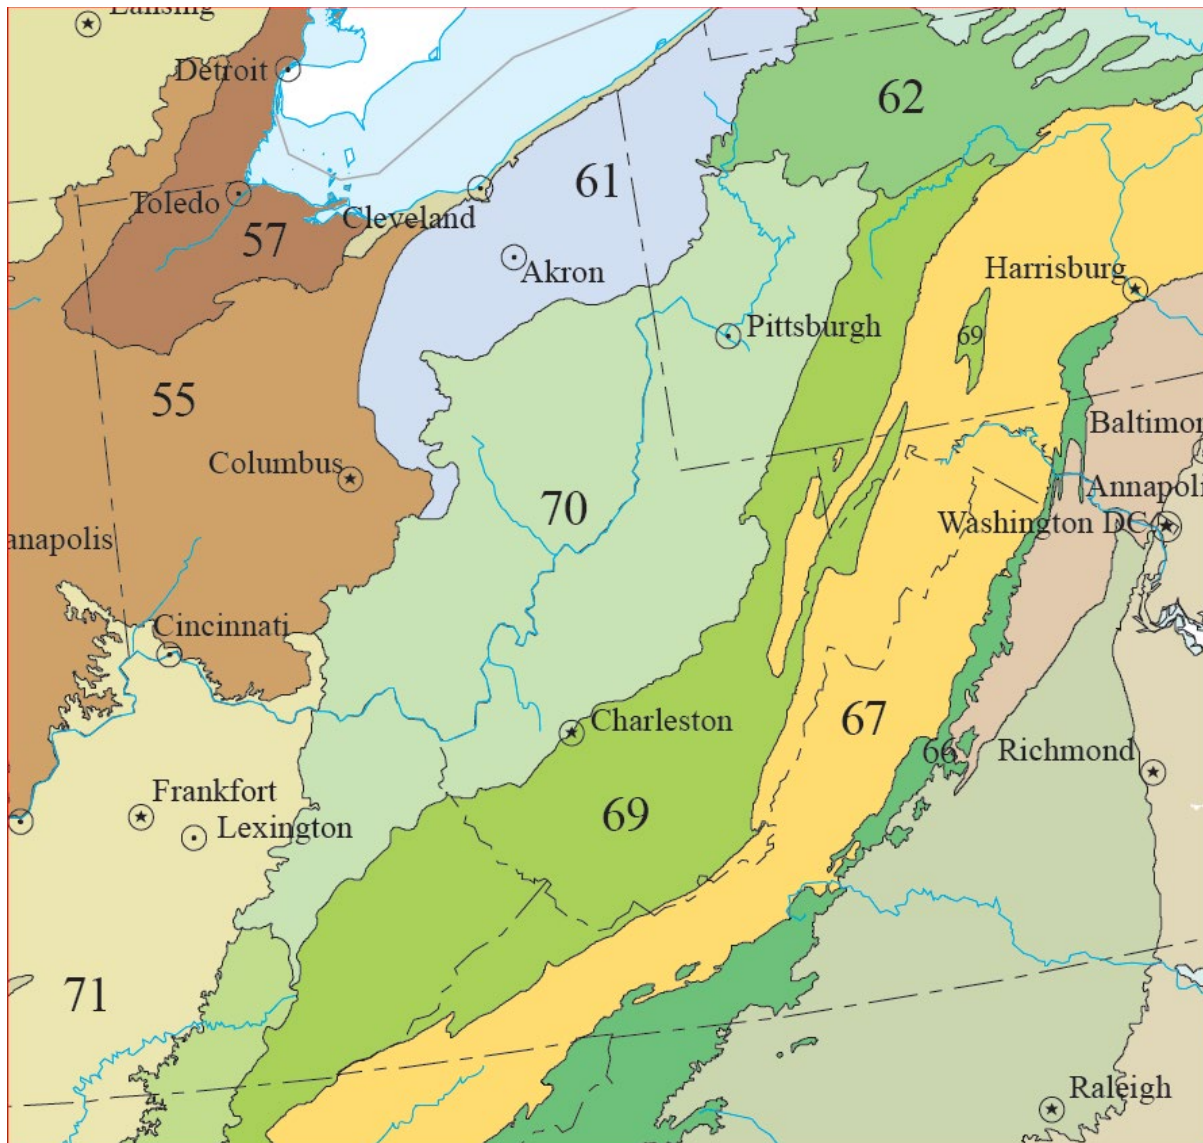 Lansing
Detroit
62
61
Toledo
Cleveland
57
Akron
Harrisburg
Pittsburgh
69
55
Baltimor
Columbus
Annapoli
70
Washington DC
anapolis
Cincinnati
67
Charleston
66
Richmond
Frankfort
69
Lexington
71
Raleigh